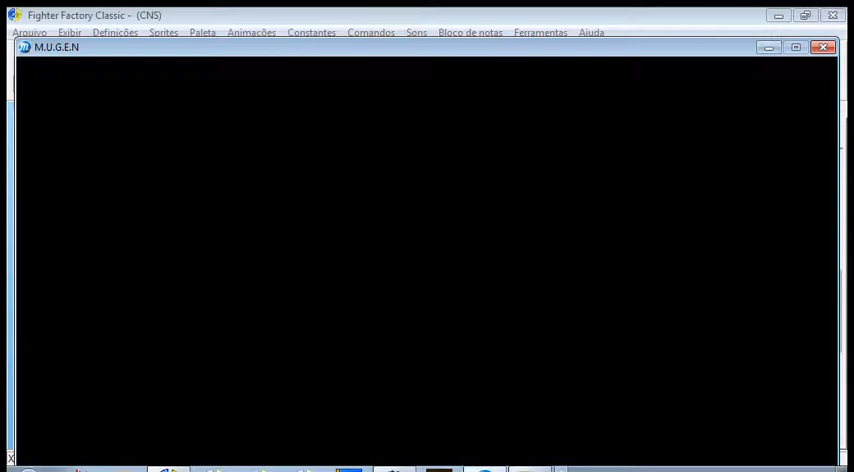 Fighter Factory Classic - (CNS)
Arquivo Exibir Definições Sprites Paleta Animações Constantes Comandos Sons Bloco de notas Ferramentas Ajuda
M.U.G.E.N
X